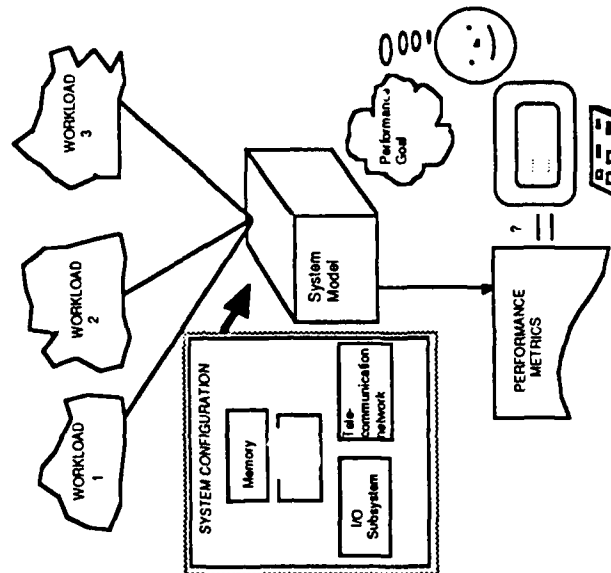 WORKLOAD
1
WORKLOAD
2
WORKLOAD
3
SYSTEM CONFIGURATION
Memory
I/O
Subsystem
Tele-
communication
network
System
Model
Performance
Goal
PERFORMANCE
METRICS
?